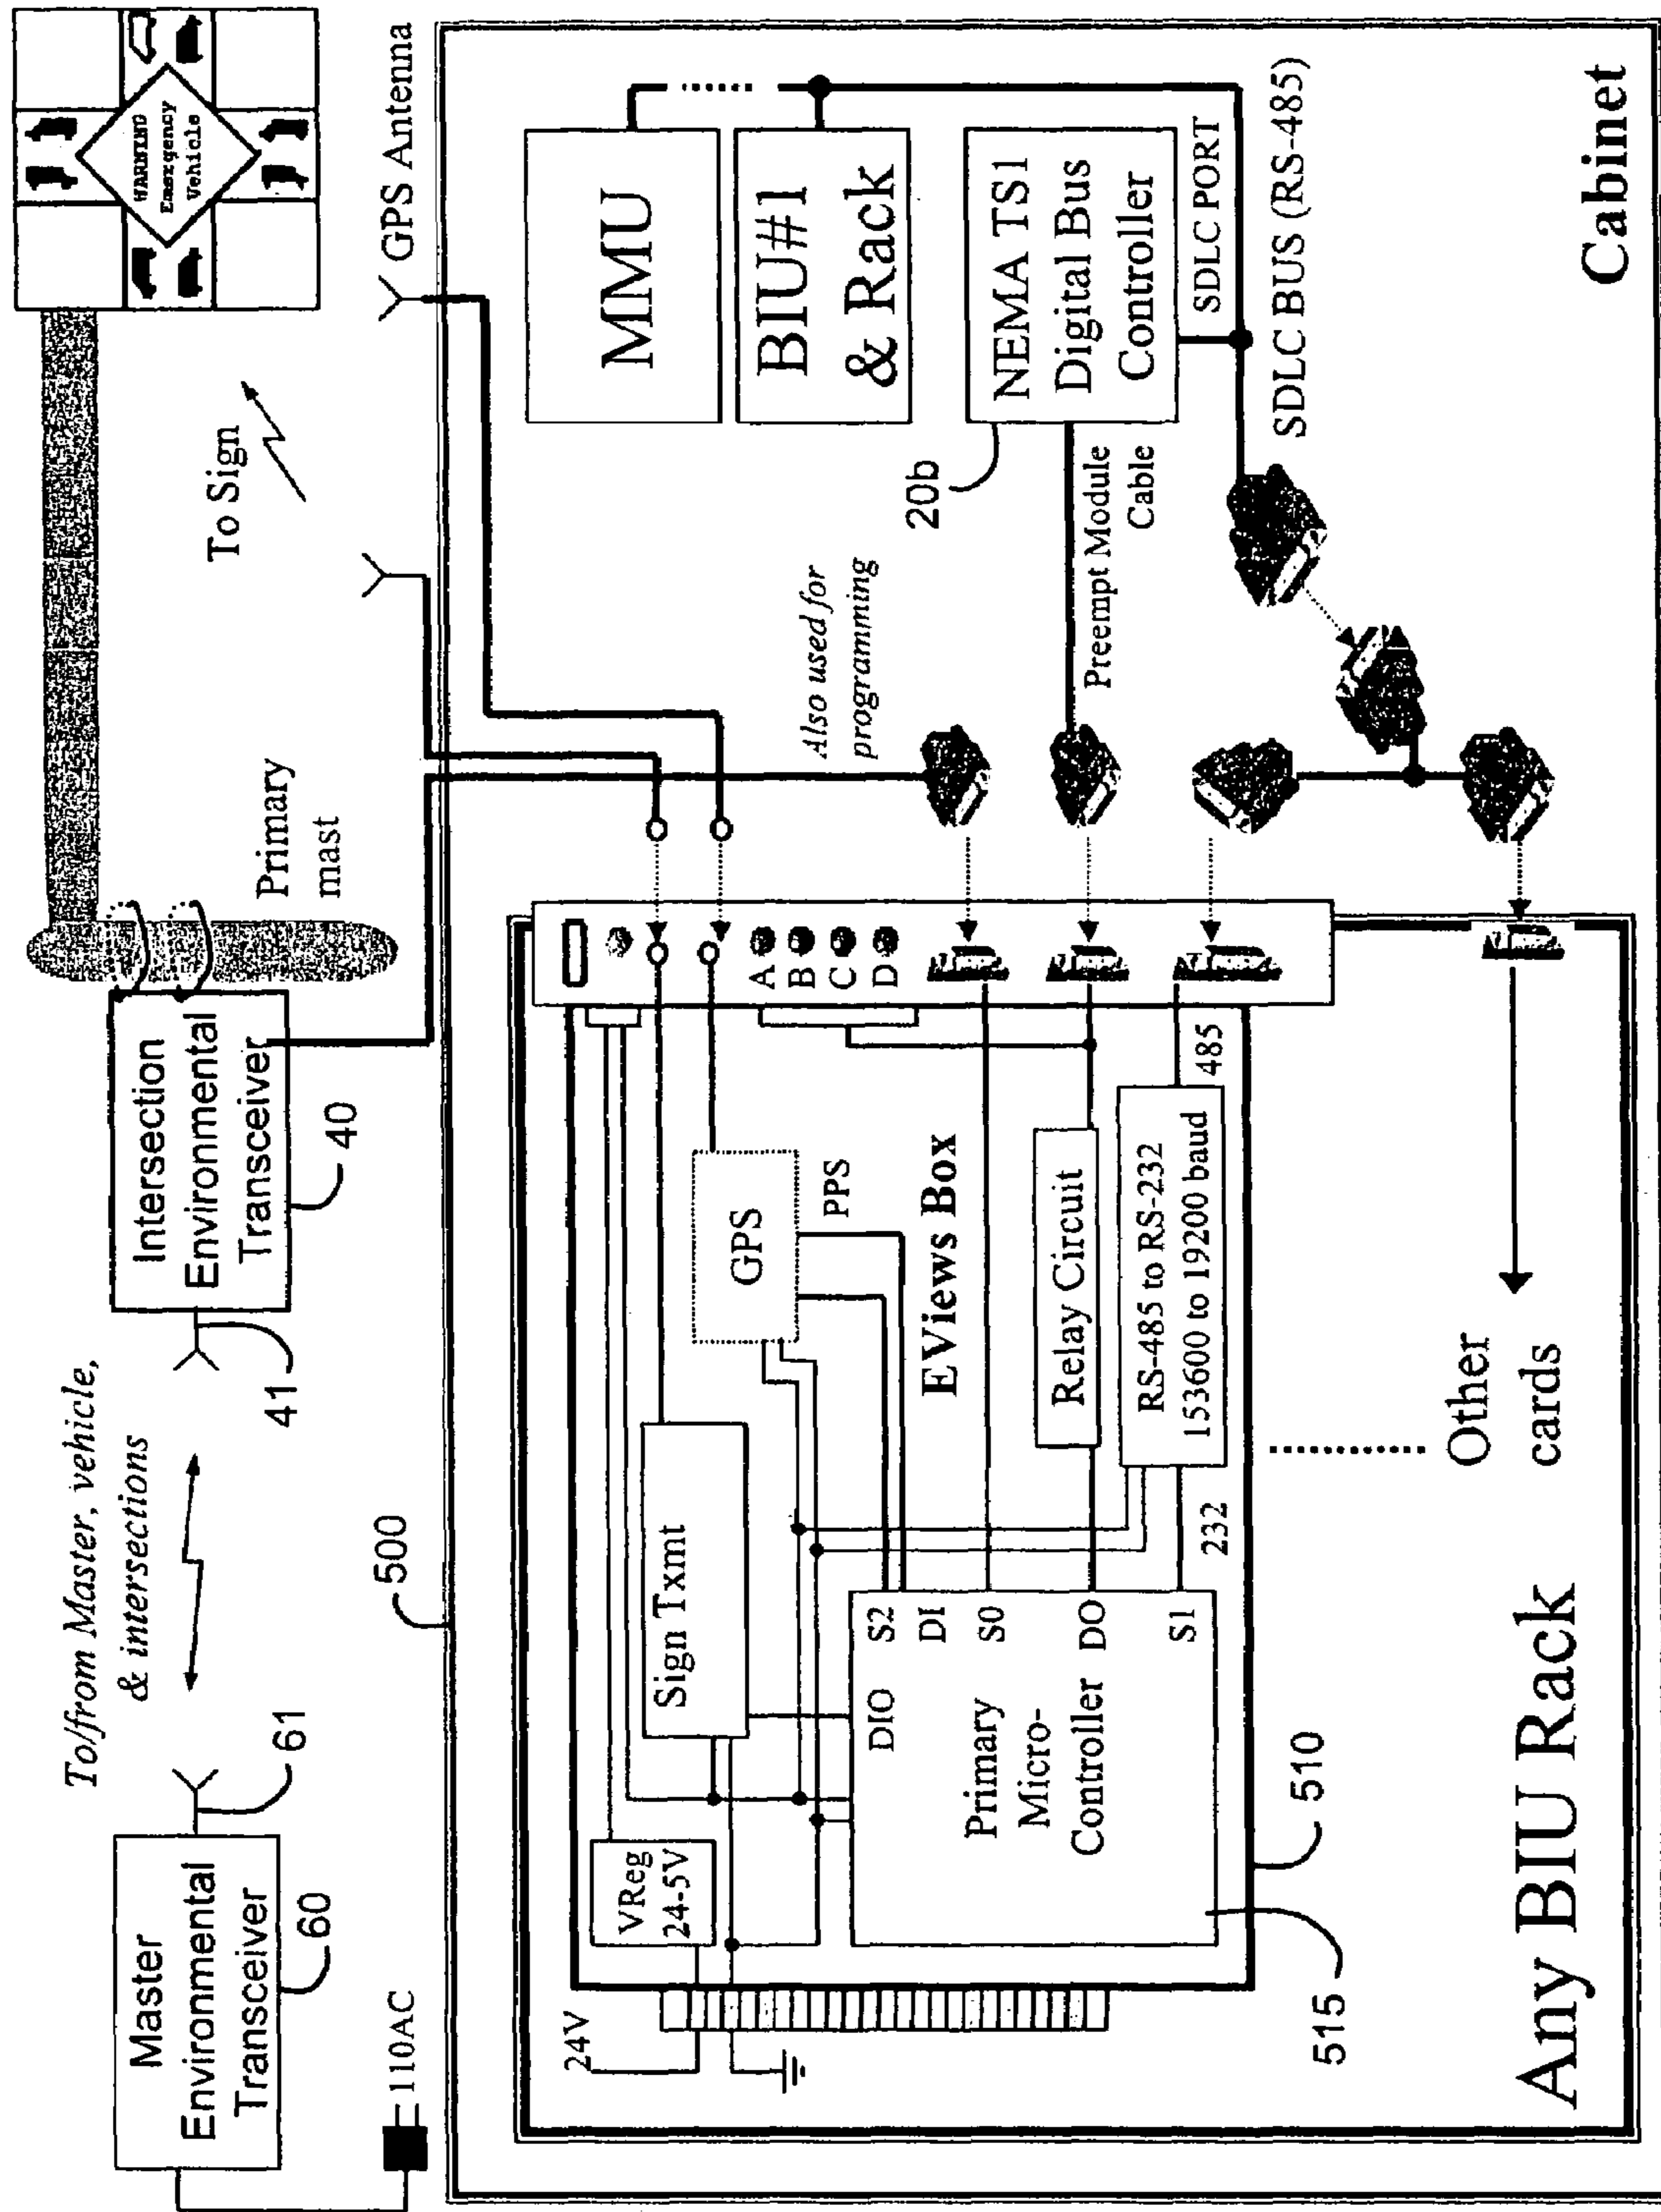 Master
Environmental
Transceiver
60
61
110AC
To/from Master, vehicle,
& intersections
41
Intersection
Environmental
Transceiver
40
Primary
mast
To Sign
WARNING
Emergency
Vehicle
GPS Antenna
500
24V
VReg
24-5V
Sign Txmt
GPS
PPS
EViews Box
DIO
S2
DI
S0
DO
S1
Primary
Micro-
Controller
Relay Circuit
RS-485 to RS-232
153600 to 19200 baud
232
485
A
B
C
D
510
515
Also used for
programming
Preempt Module
Cable
20b
MMU
BIU#1
& Rack
NEMA TS1
Digital Bus
Controller
SDLC PORT
SDLC BUS (RS-485)
Other
cards
Any BIU Rack
Cabinet